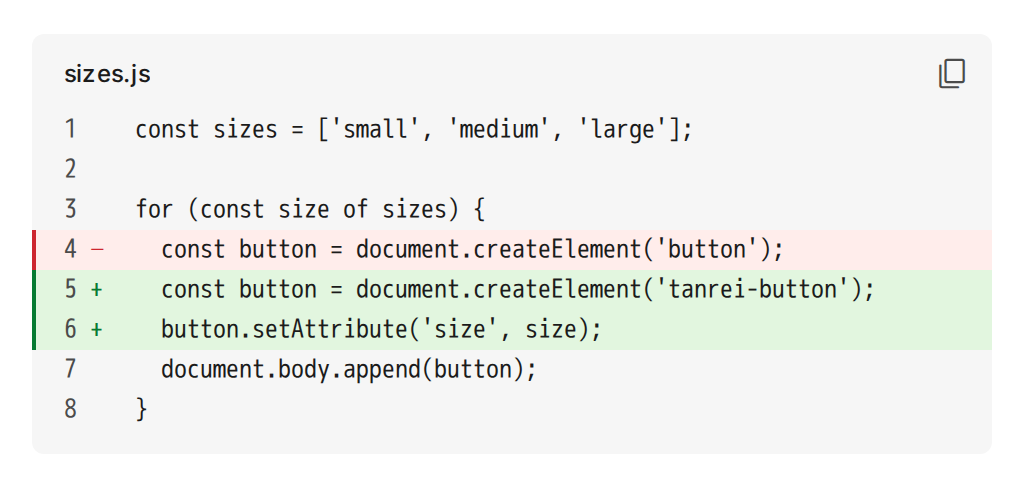 sizes.js
1 const sizes = ['small', 'medium', 'large'];
2
3 for (const size of sizes) {
4 −   const button = document.createElement('button');
5 +   const button = document.createElement('tanrei-button');
6 +   button.setAttribute('size', size);
7   document.body.append(button);
8 }